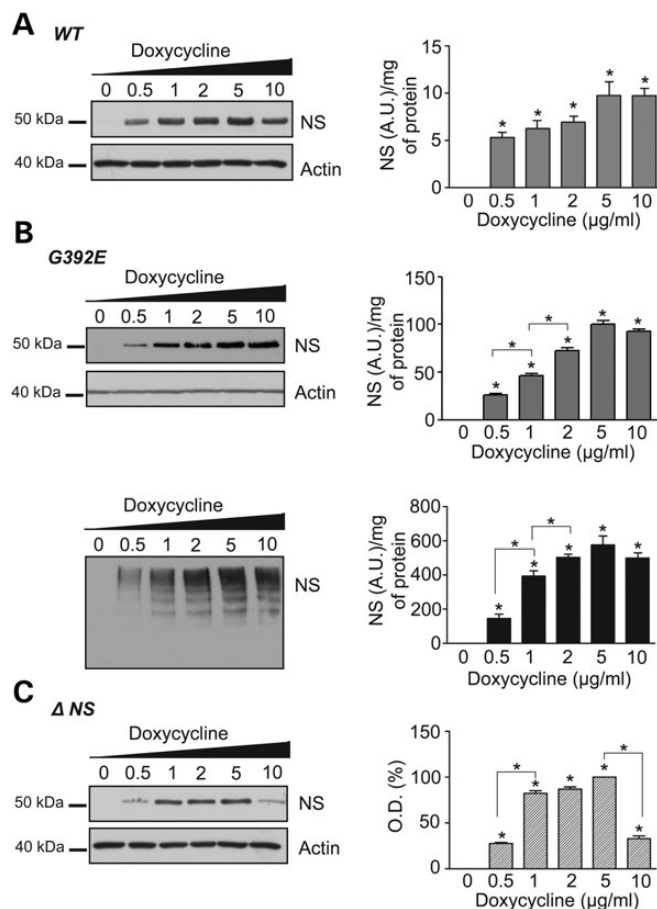 A WT
Doxycycline
0 0.5 1 2 5 10
50 kDa NS
40 kDa Actin
NS (A.U.)/mg
of protein
15
10
5
0
* * * * *
0 0.5 1 2 5 10
Doxycycline (µg/ml)
B
G392E
Doxycycline
0 0.5 1 2 5 10
50 kDa NS
40 kDa Actin
NS (A.U.)/mg
of protein
150
100
50
0
* *
* * * * *
0 0.5 1 2 5 10
Doxycycline (µg/ml)
Doxycycline
0 0.5 1 2 5 10
NS
NS (A.U.)/mg
of protein
800
600
400
200
0
* *
* * * * *
0 0.5 1 2 5 10
Doxycycline (µg/ml)
C
Δ NS
Doxycycline
0 0.5 1 2 5 10
50 kDa NS
40 kDa Actin
O.D. (%)
150
100
50
0
* *
* * * * *
0 0.5 1 2 5 10
Doxycycline (µg/ml)